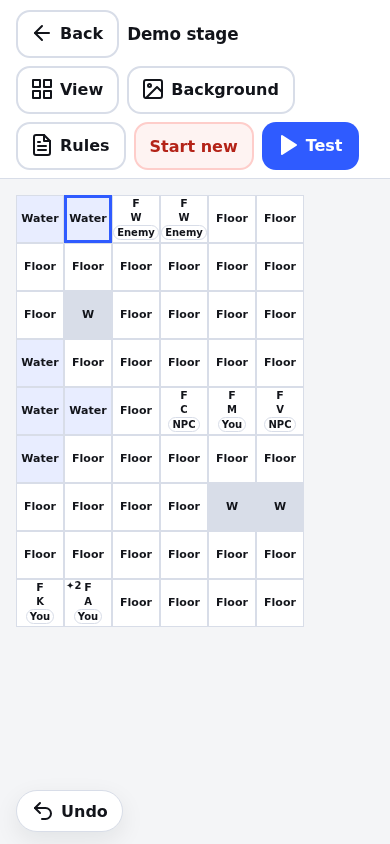 Back Demo stage
View Background
Rules Start new Test
Water Water F W Enemy F W Enemy Floor Floor
Floor Floor Floor Floor Floor Floor
Floor W Floor Floor Floor Floor
Water Floor Floor Floor Floor Floor
Water Water Floor F C NPC F M You F V NPC
Water Floor Floor Floor Floor Floor
Floor Floor Floor Floor W W
Floor Floor Floor Floor Floor Floor
F K You ✦2 F A You Floor Floor Floor Floor
Undo